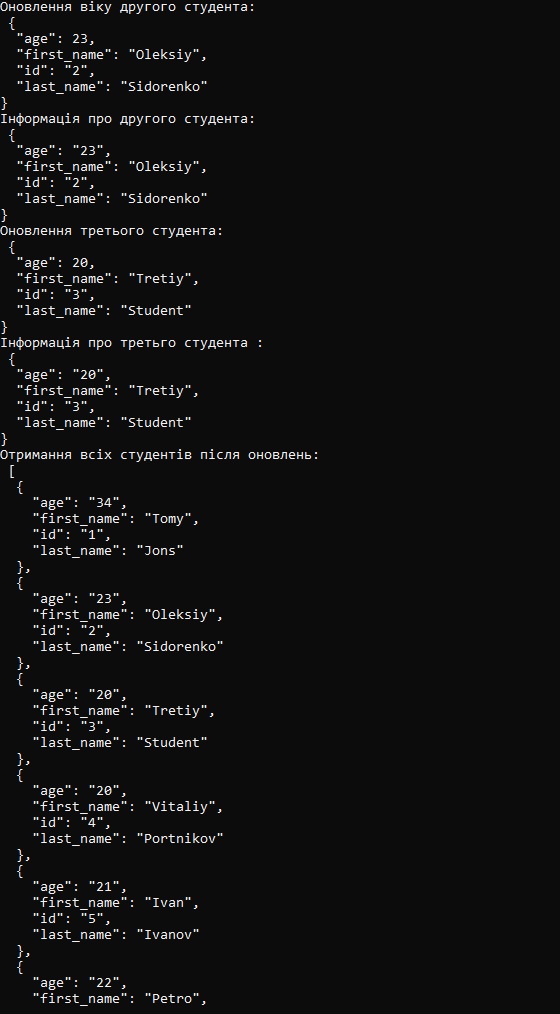 Оновлення віку другого студента:
 {
  "age": 23,
  "first_name": "Oleksiy",
  "id": "2",
  "last_name": "Sidorenko"
}
Інформація про другого студента:
 {
  "age": "23",
  "first_name": "Oleksiy",
  "id": "2",
  "last_name": "Sidorenko"
}
Оновлення третього студента:
 {
  "age": 20,
  "first_name": "Tretiy",
  "id": "3",
  "last_name": "Student"
}
Інформація про третьго студента :
 {
  "age": "20",
  "first_name": "Tretiy",
  "id": "3",
  "last_name": "Student"
}
Отримання всіх студентів після оновлень:
 [
  {
    "age": "34",
    "first_name": "Tomy",
    "id": "1",
    "last_name": "Jons"
  },
  {
    "age": "23",
    "first_name": "Oleksiy",
    "id": "2",
    "last_name": "Sidorenko"
  },
  {
    "age": "20",
    "first_name": "Tretiy",
    "id": "3",
    "last_name": "Student"
  },
  {
    "age": "20",
    "first_name": "Vitaliy",
    "id": "4",
    "last_name": "Portnikov"
  },
  {
    "age": "21",
    "first_name": "Ivan",
    "id": "5",
    "last_name": "Ivanov"
  },
  {
    "age": "22",
    "first_name": "Petro",